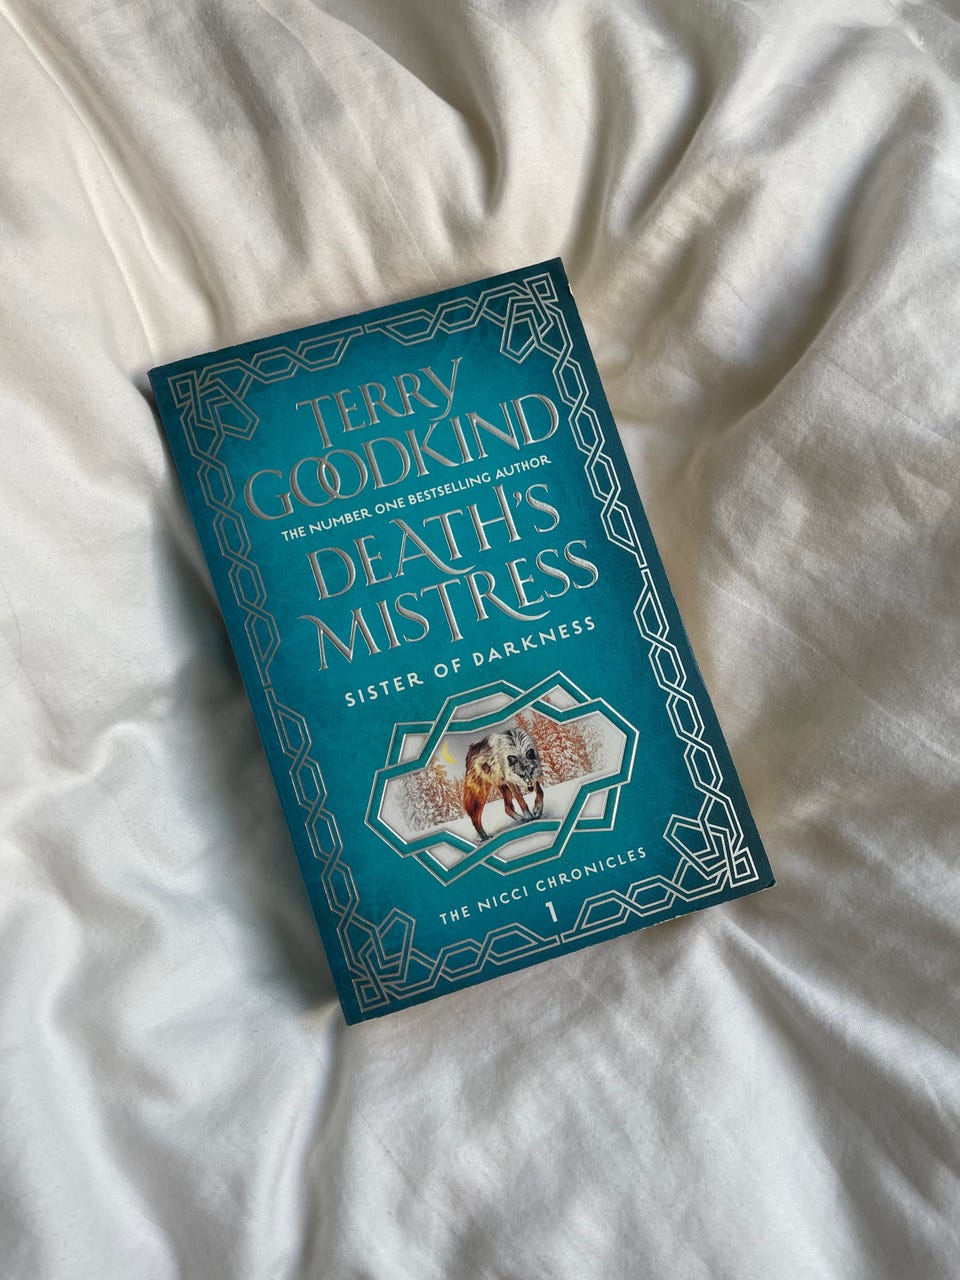 TERRY
GOODKIND
THE NUMBER ONE BESTSELLING AUTHOR
DEATH'S
MISTRESS
SISTER OF DARKNESS
THE NICCI CHRONICLES
1